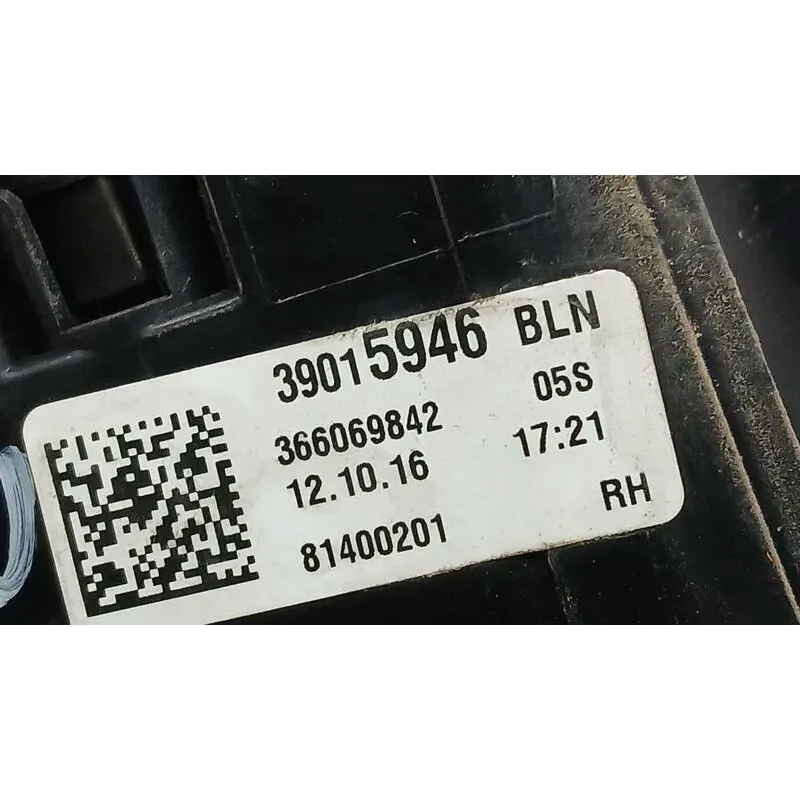 39015946 BLN
366069842 05S
12.10.16 17:21
81400201 RH